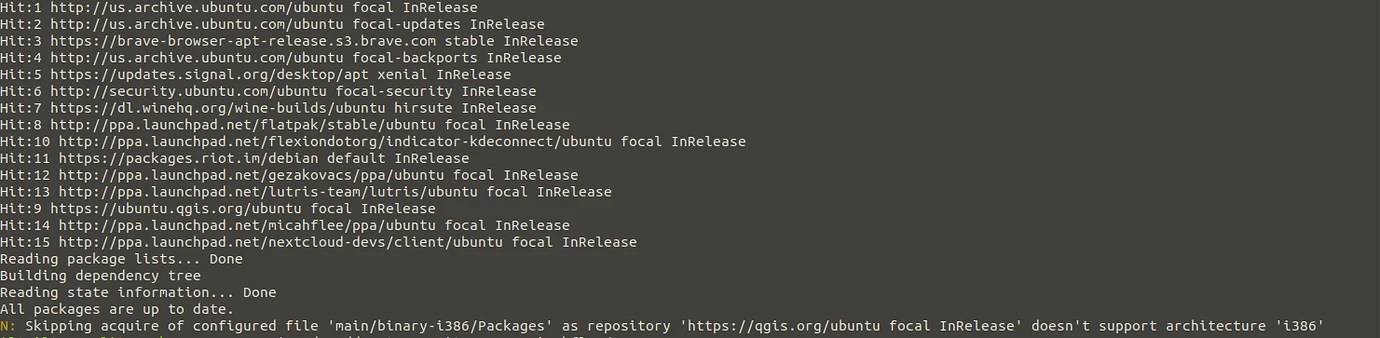 Hit:1 http://us.archive.ubuntu.com/ubuntu focal InRelease
Hit:2 http://us.archive.ubuntu.com/ubuntu focal-updates InRelease
Hit:3 https://brave-browser-apt-release.s3.brave.com stable InRelease
Hit:4 http://us.archive.ubuntu.com/ubuntu focal-backports InRelease
Hit:5 https://updates.signal.org/desktop/apt xenial InRelease
Hit:6 http://security.ubuntu.com/ubuntu focal-security InRelease
Hit:7 https://dl.winehq.org/wine-builds/ubuntu hirsute InRelease
Hit:8 http://ppa.launchpad.net/flatpak/stable/ubuntu focal InRelease
Hit:10 http://ppa.launchpad.net/flexiondotorg/indicator-kdeconnect/ubuntu focal InRelease
Hit:11 https://packages.riot.im/debian default InRelease
Hit:12 http://ppa.launchpad.net/gezakovacs/ppa/ubuntu focal InRelease
Hit:13 http://ppa.launchpad.net/lutris-team/lutris/ubuntu focal InRelease
Hit:9 https://ubuntu.qgis.org/ubuntu focal InRelease
Hit:14 http://ppa.launchpad.net/micahflee/ppa/ubuntu focal InRelease
Hit:15 http://ppa.launchpad.net/nextcloud-devs/client/ubuntu focal InRelease
Reading package lists... Done
Building dependency tree
Reading state information... Done
All packages are up to date.
N: Skipping acquire of configured file 'main/binary-i386/Packages' as repository 'https://qgis.org/ubuntu focal InRelease' doesn't support architecture 'i386'